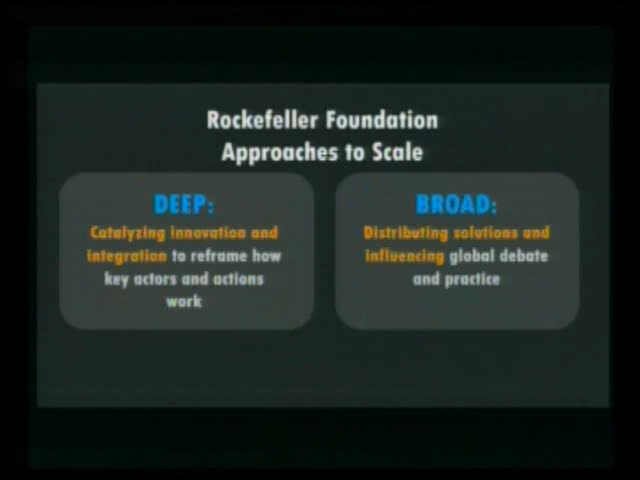 Rockefeller Foundation
Approaches to Scale
DEEP:
Catalyzing innovation and
integration to reframe how
key actors and actions
work
BROAD:
Distributing solutions and
influencing global debate
and practice